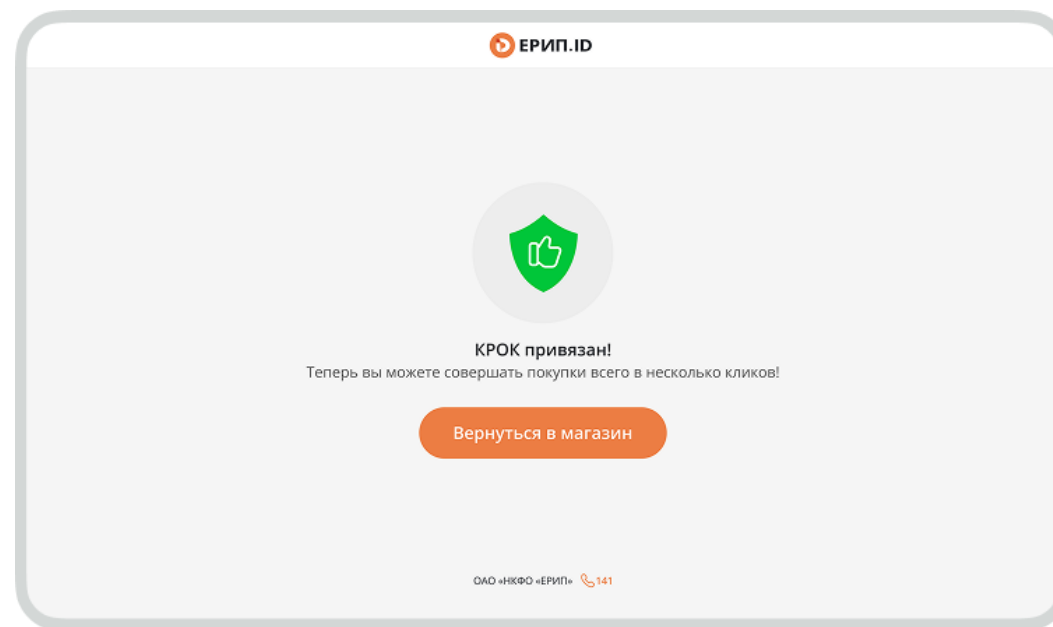 ЕРИП.ID
КРОК привязан!
Теперь вы можете совершать покупки всего в несколько кликов!
Вернуться в магазин
ОАО «НКФО «ЕРИП» 141